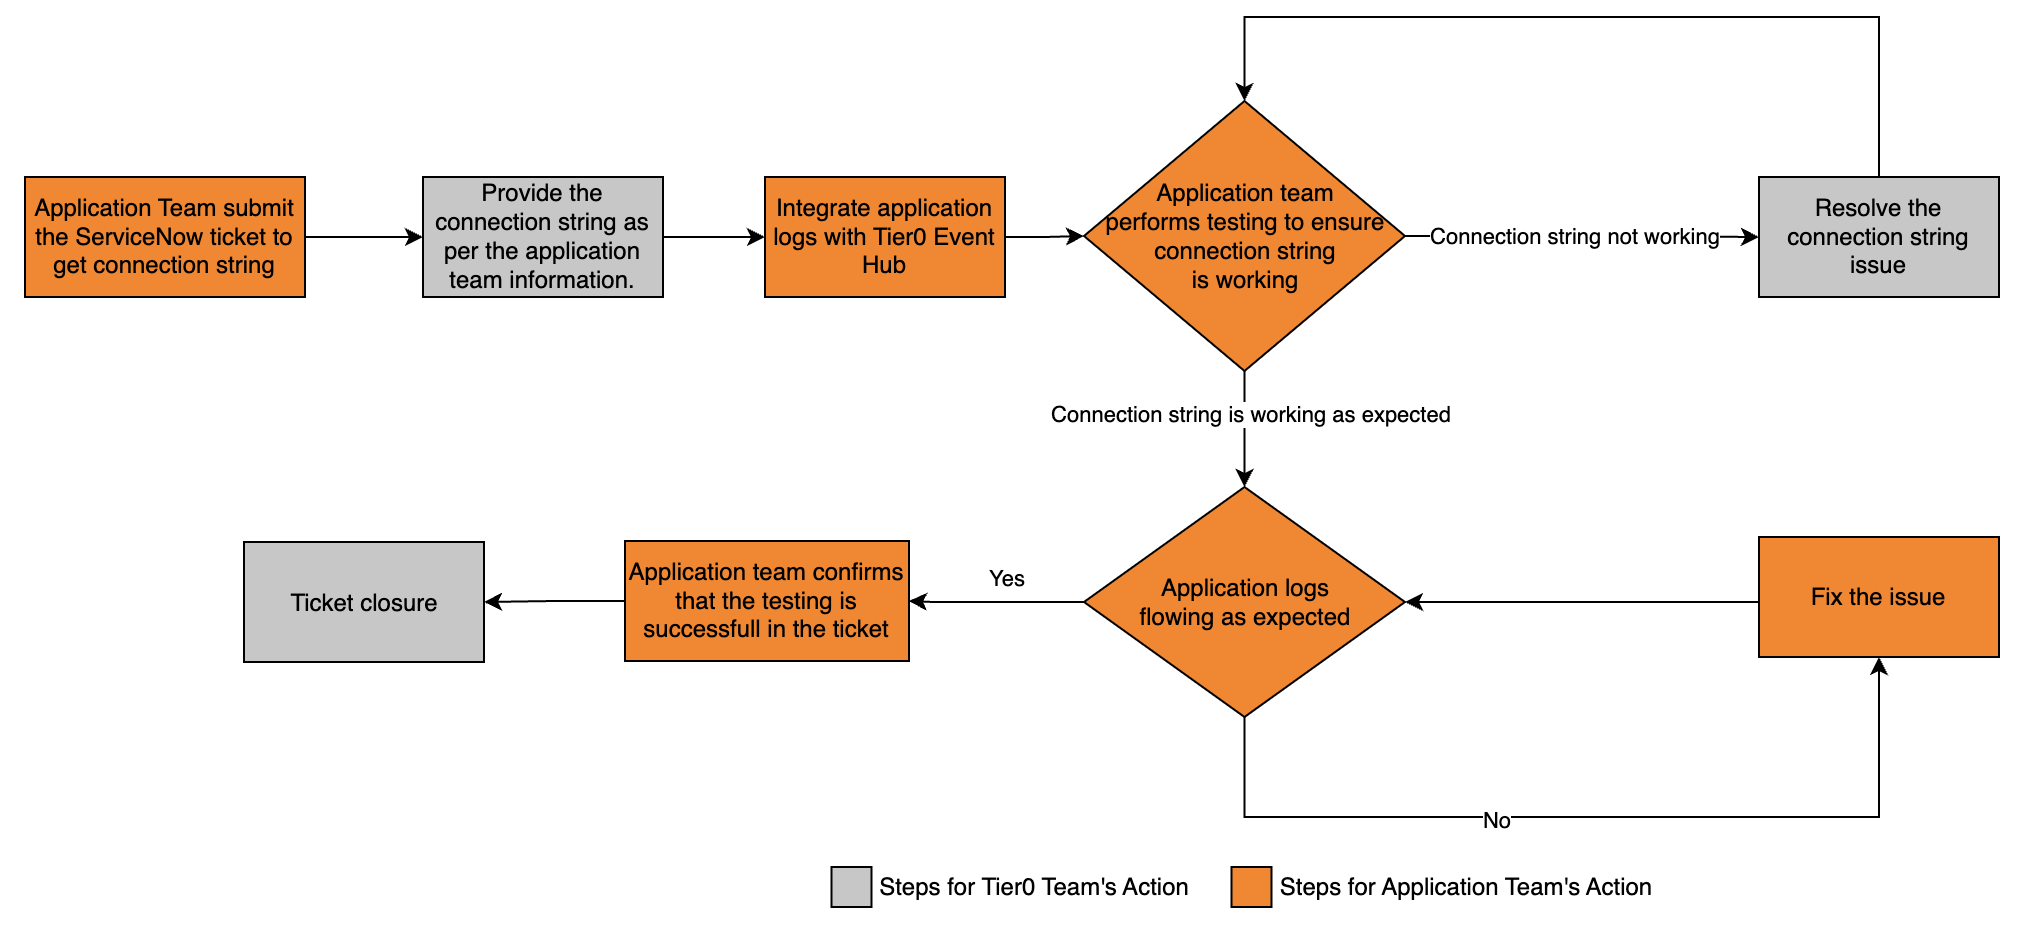 Application Team submit
the ServiceNow ticket to
get connection string
Provide the
connection string as
per the application
team information.
Integrate application
logs with Tier0 Event
Hub
Application team
performs testing to ensure
connection string
is working
Connection string not working
Resolve the
connection string
issue
Connection string is working as expected
Ticket closure
Application team confirms
that the testing is
successfull in the ticket
Yes
Application logs
flowing as expected
Fix the issue
No
Steps for Tier0 Team's Action
Steps for Application Team's Action